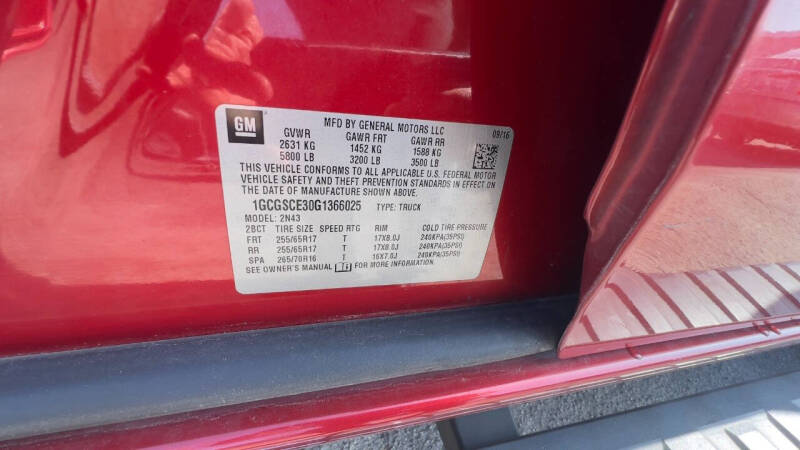 GM
MFD BY GENERAL MOTORS LLC 09/16
GVWR GAWR FRT GAWR RR
2631 KG 1452 KG 1588 KG
5800 LB 3200 LB 3500 LB
THIS VEHICLE CONFORMS TO ALL APPLICABLE U.S. FEDERAL MOTOR
VEHICLE SAFETY AND THEFT PREVENTION STANDARDS IN EFFECT ON
THE DATE OF MANUFACTURE SHOWN ABOVE.
1GCGSCE30G1366025 TYPE: TRUCK
MODEL: 2N43
2BCT TIRE SIZE SPEED RTG RIM COLD TIRE PRESSURE
FRT 255/65R17 T 17X8.0J 240KPA(35PSI)
RR 255/65R17 T 17X8.0J 240KPA(35PSI)
SPA 265/70R16 T 16X7.0J 240KPA(35PSI)
SEE OWNER'S MANUAL FOR MORE INFORMATION.